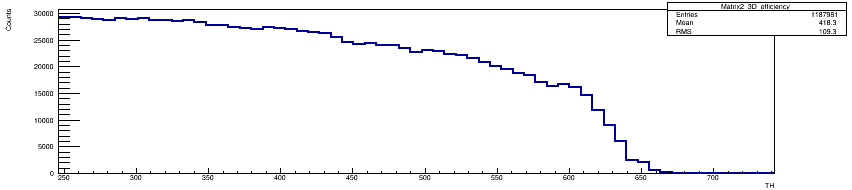 Matrix2_3D_efficiency
Entries 1187981
Mean 418.3
RMS 109.3
Counts
30000
25000
20000
15000
10000
5000
0
250 300 350 400 450 500 550 600 650 700
TH